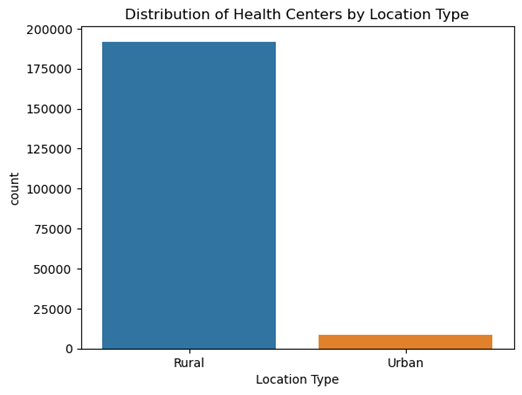 Distribution of Health Centers by Location Type
200000
175000
150000
125000
100000
75000
50000
25000
0
count
Rural Urban
Location Type